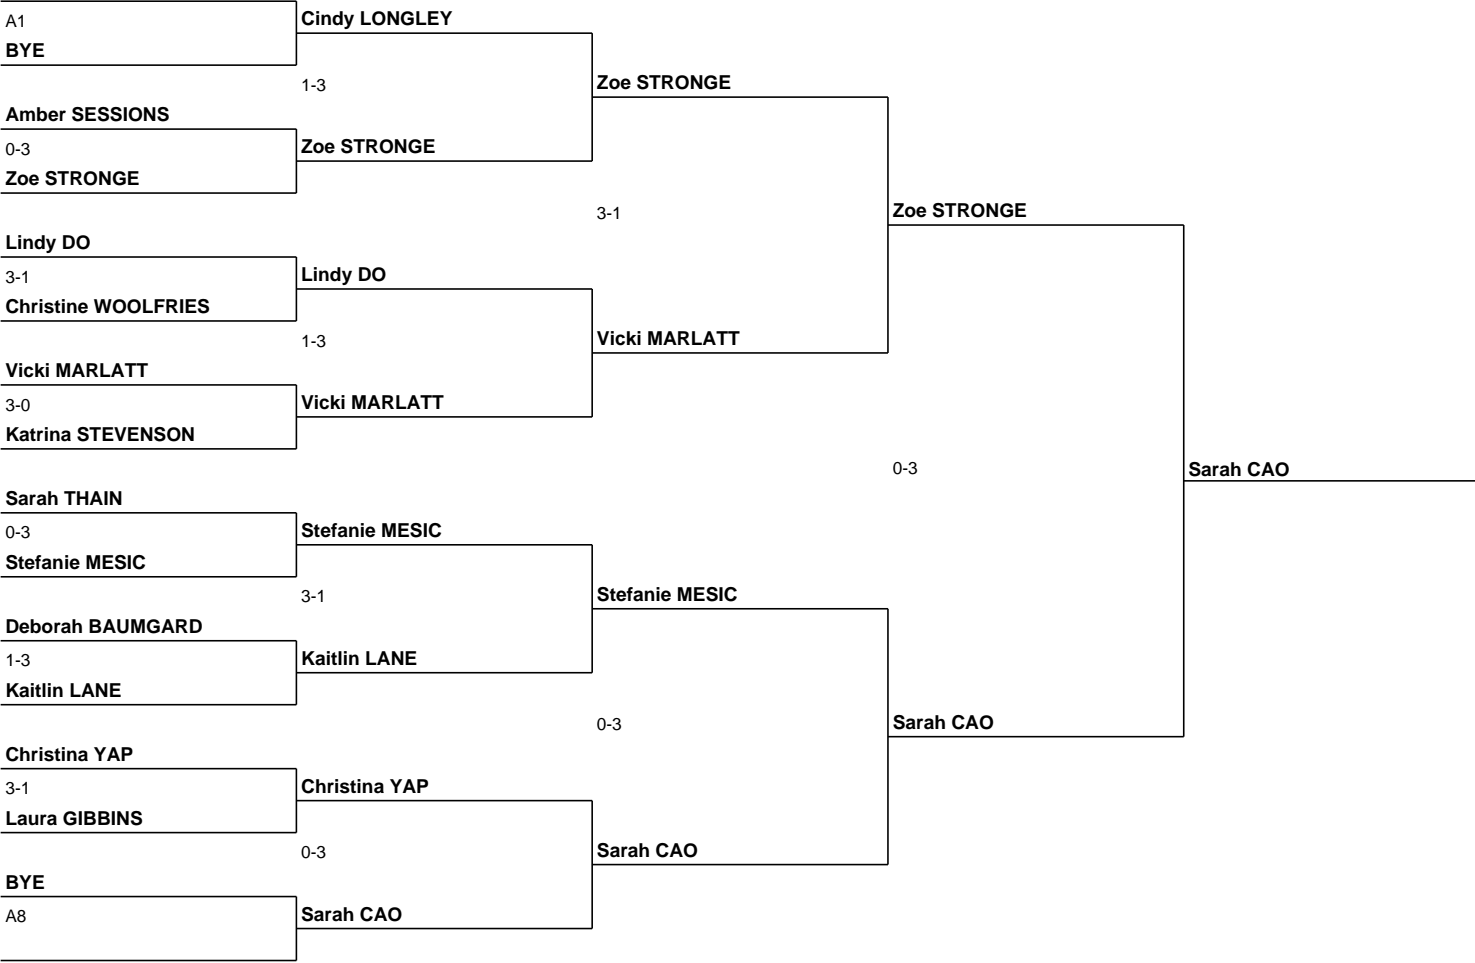 A1
BYE
Amber SESSIONS
0-3
Zoe STRONGE
Lindy DO
3-1
Christine WOOLFRIES
Vicki MARLATT
3-0
Katrina STEVENSON
Sarah THAIN
0-3
Stefanie MESIC
Deborah BAUMGARD
1-3
Kaitlin LANE
Christina YAP
3-1
Laura GIBBINS
BYE
A8
Cindy LONGLEY
1-3
Zoe STRONGE
Lindy DO
1-3
Vicki MARLATT
Stefanie MESIC
3-1
Kaitlin LANE
Christina YAP
0-3
Sarah CAO
Zoe STRONGE
3-1
Vicki MARLATT
Stefanie MESIC
0-3
Sarah CAO
Zoe STRONGE
0-3
Sarah CAO
Sarah CAO